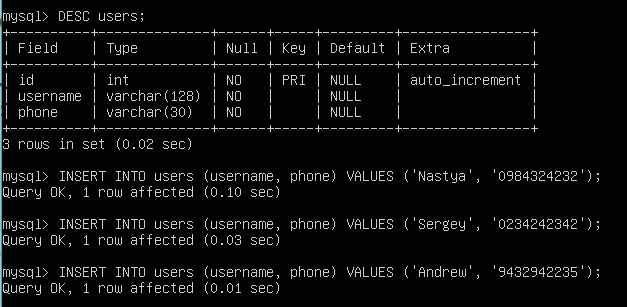 mysql> DESC users;
+----------+--------------+------+-----+---------+----------------+
| Field    | Type         | Null | Key | Default | Extra          |
+----------+--------------+------+-----+---------+----------------+
| id       | int          | NO   | PRI | NULL    | auto_increment |
| username | varchar(128) | NO   |     | NULL    |                |
| phone    | varchar(30)  | NO   |     | NULL    |                |
+----------+--------------+------+-----+---------+----------------+
3 rows in set (0.02 sec)
mysql> INSERT INTO users (username, phone) VALUES ('Nastya', '0984324232');
Query OK, 1 row affected (0.10 sec)
mysql> INSERT INTO users (username, phone) VALUES ('Sergey', '0234242342');
Query OK, 1 row affected (0.03 sec)
mysql> INSERT INTO users (username, phone) VALUES ('Andrew', '9432942235');
Query OK, 1 row affected (0.01 sec)